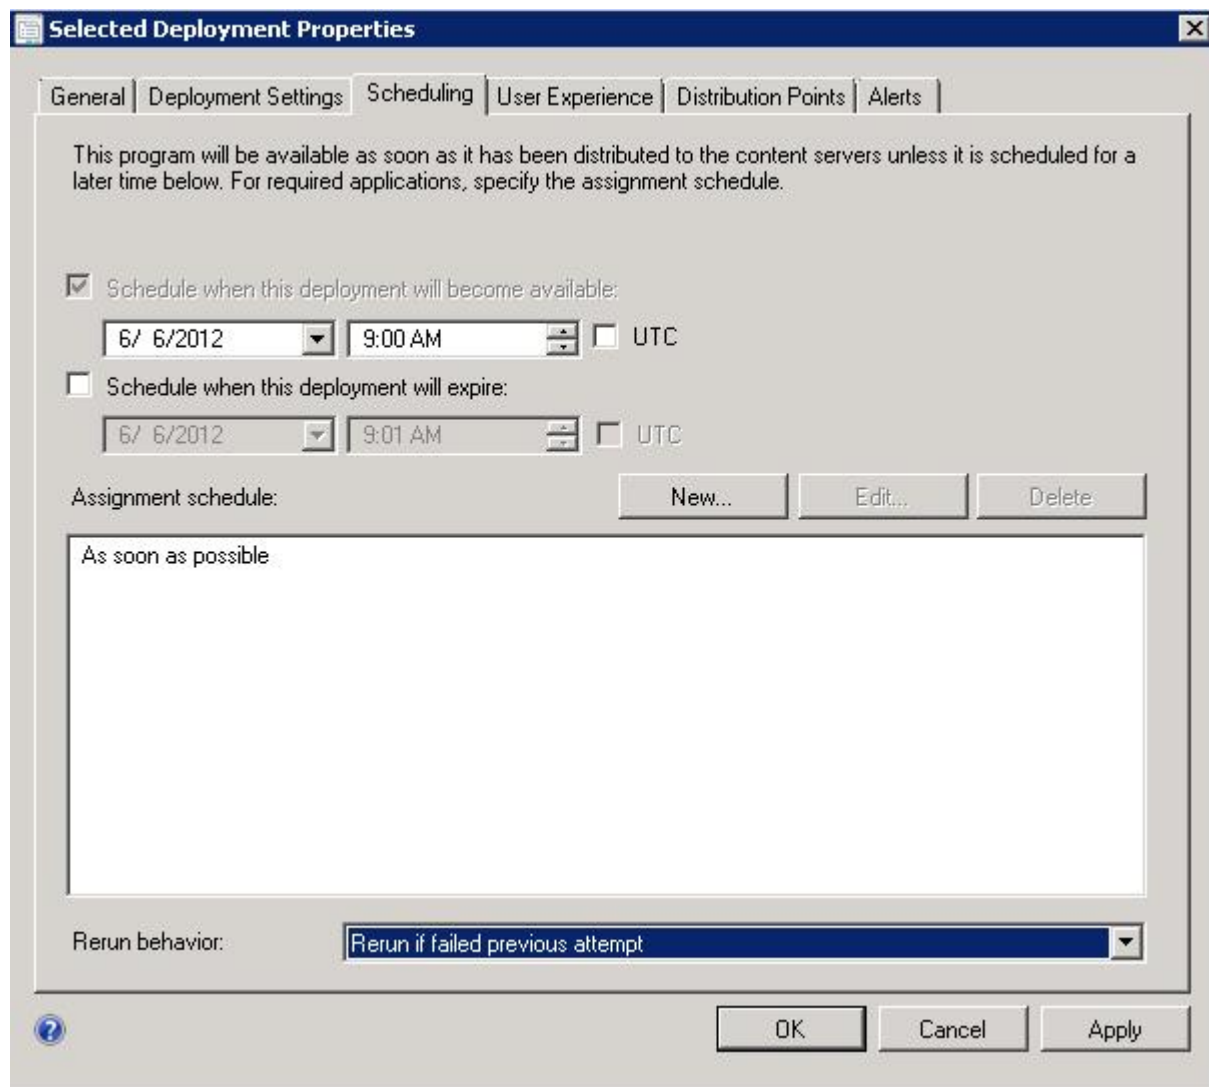 Selected Deployment Properties
General Deployment Settings Scheduling User Experience Distribution Points Alerts
This program will be available as soon as it has been distributed to the content servers unless it is scheduled for a
later time below. For required applications, specify the assignment schedule.
Schedule when this deployment will become available:
6/ 6/2012 9:00 AM UTC
Schedule when this deployment will expire:
6/ 6/2012 9:01 AM UTC
Assignment schedule: New... Edit... Delete
As soon as possible
Rerun behavior: Rerun if failed previous attempt
? OK Cancel Apply